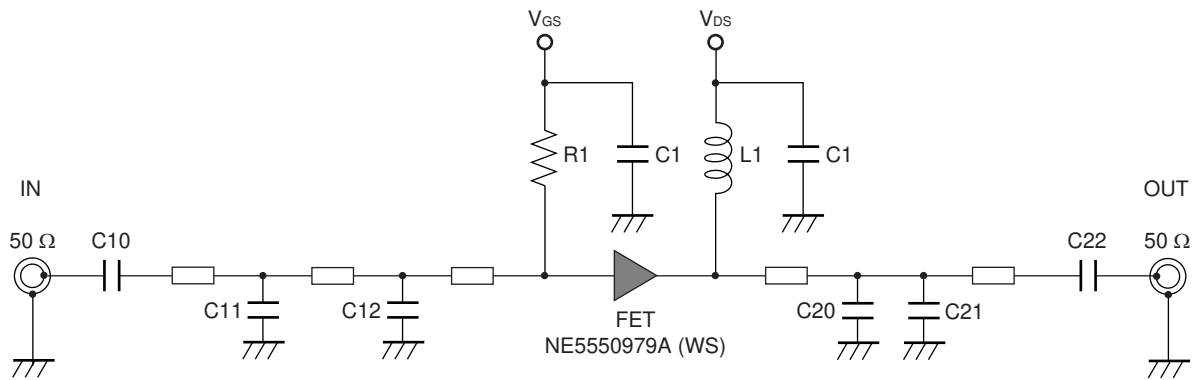 VGS
VDS
R1
C1
L1
C1
IN
OUT
50 Ω
C10
C22
50 Ω
C11
C12
C20
C21
FET
NE5550979A (WS)